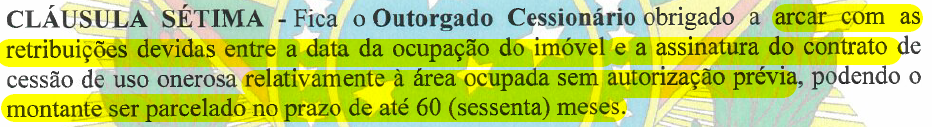 CLÁUSULA SÉTIMA - Fica o Outorgado Cessionário obrigado a arcar com as
retribuições devidas entre a data da ocupação do imóvel e a assinatura do contrato de
cessão de uso onerosa relativamente à área ocupada sem autorização prévia, podendo o
montante ser parcelado no prazo de até 60 (sessenta) meses.